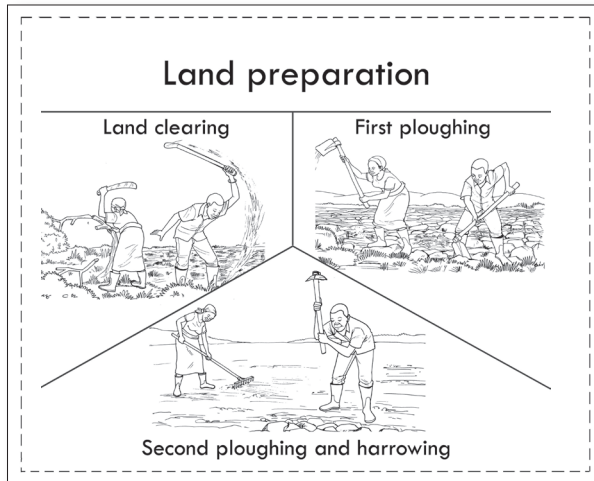 Land preparation
Land clearing
First ploughing
Second ploughing and harrowing